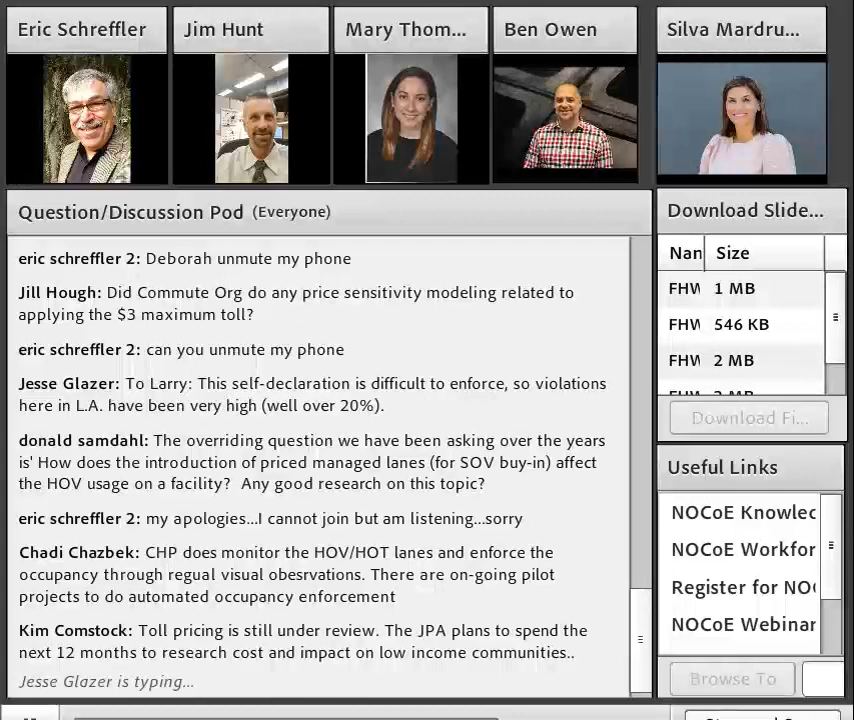 Eric Schreffler
Jim Hunt
Mary Thom...
Ben Owen
Silva Mardru...
Question/Discussion Pod (Everyone)
eric schreffler 2: Deborah unmute my phone
Jill Hough: Did Commute Org do any price sensitivity modeling related to
applying the $3 maximum toll?
eric schreffler 2: can you unmute my phone
Jesse Glazer: To Larry: This self-declaration is difficult to enforce, so violations
here in L.A. have been very high (well over 20%).
donald samdahl: The overriding question we have been asking over the years
is' How does the introduction of priced managed lanes (for SOV buy-in) affect
the HOV usage on a facility? Any good research on this topic?
eric schreffler 2: my apologies...I cannot join but am listening...sorry
Chadi Chazbek: CHP does monitor the HOV/HOT lanes and enforce the
occupancy through regual visual obesrvations. There are on-going pilot
projects to do automated occupancy enforcement
Kim Comstock: Toll pricing is still under review. The JPA plans to spend the
next 12 months to research cost and impact on low income communities..
Jesse Glazer is typing...
Download Slide...
Nan Size
FHW 1 MB
FHW 546 KB
FHW 2 MB
Download Fi...
Useful Links
NOCoE Knowlec
NOCoE Workfor
Register for NO
NOCoE Webinar
Browse To